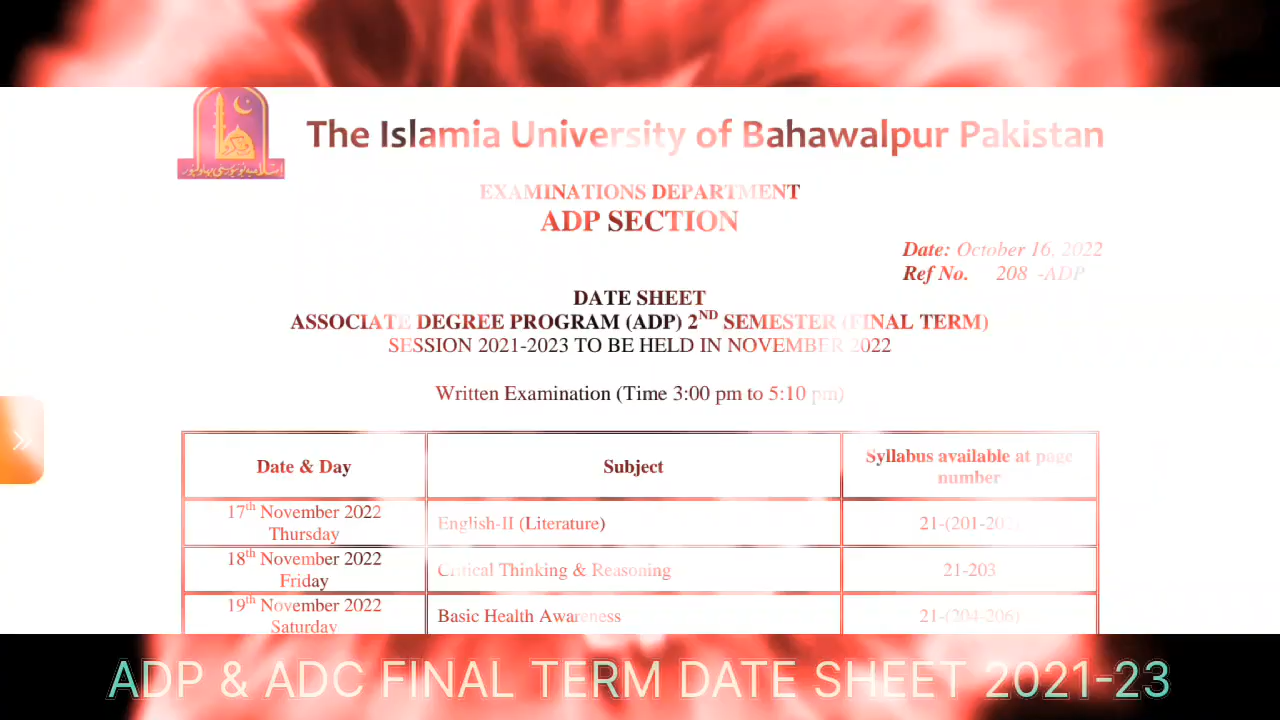 The Islamia University of Bahawalpur Pakistan
EXAMINATIONS DEPARTMENT
ADP SECTION
Date: October 16, 2022
Ref No. 208 -ADP
DATE SHEET
ASSOCIATE DEGREE PROGRAM (ADP) 2ND SEMESTER (FINAL TERM)
SESSION 2021-2023 TO BE HELD IN NOVEMBER 2022
Written Examination (Time 3:00 pm to 5:10 pm)
Date & Day Subject Syllabus available at page number
17th November 2022
Thursday
English-II (Literature)
18th November 2022
Friday
Critical Thinking & Reasoning 21-203
19th November 2022
Saturday
Basic Health Awareness 21-(204-206)
ADP & ADC FINAL TERM DATE SHEET 2021-23